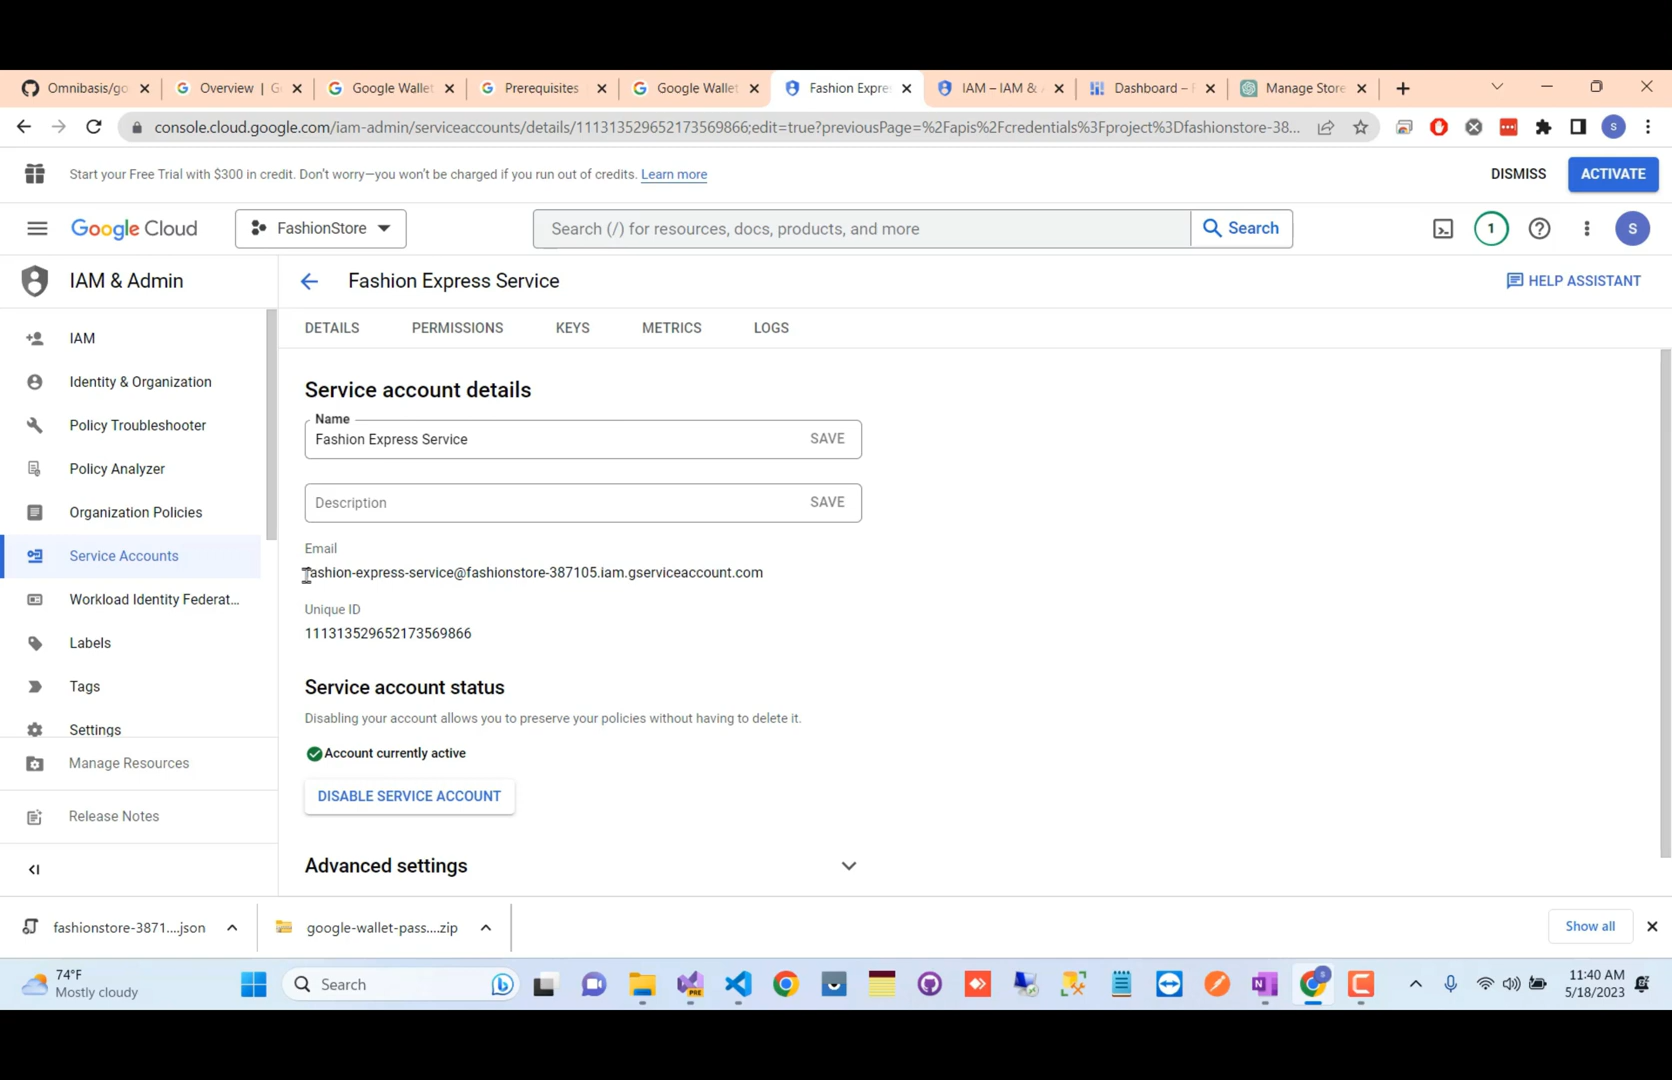 Omnibasis/go
Overview | G
Google Wallet
Prerequisites
Google Wallet
Fashion Expre
IAM – IAM & A
Dashboard – F
Manage Store
console.cloud.google.com/iam-admin/serviceaccounts/details/111313529652173569866;edit=true?previousPage=%2Fapis%2Fcredentials%3Fproject%3Dfashionstore-38...
S
Start your Free Trial with $300 in credit. Don't worry—you won't be charged if you run out of credits. Learn more
DISMISS
ACTIVATE
Google Cloud
FashionStore
Search (/) for resources, docs, products, and more
Search
1
S
IAM & Admin
Fashion Express Service
HELP ASSISTANT
DETAILS
PERMISSIONS
KEYS
METRICS
LOGS
IAM
Identity & Organization
Policy Troubleshooter
Policy Analyzer
Organization Policies
Service Accounts
Workload Identity Federat...
Labels
Tags
Settings
Manage Resources
Release Notes
Service account details
Name
Fashion Express Service
SAVE
Description
SAVE
Email
fashion-express-service@fashionstore-387105.iam.gserviceaccount.com
Unique ID
111313529652173569866
Service account status
Disabling your account allows you to preserve your policies without having to delete it.
Account currently active
DISABLE SERVICE ACCOUNT
Advanced settings
fashionstore-3871....json
google-wallet-pass....zip
Show all
74°F
Mostly cloudy
Search
PRE
S
11:40 AM
5/18/2023